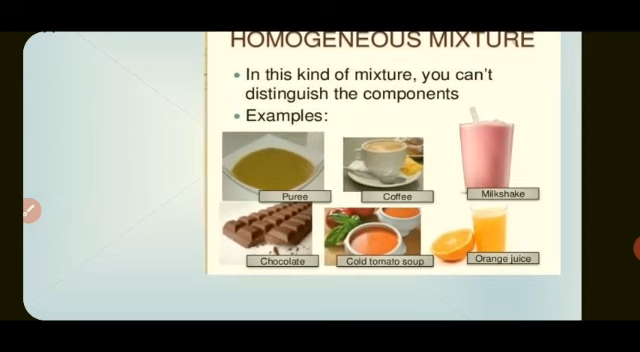 HOMOGENEOUS MIXTURE
• In this kind of mixture, you can't
distinguish the components
• Examples:
Puree
Coffee
Milkshake
Chocolate
Cold tomato soup
Orange juice